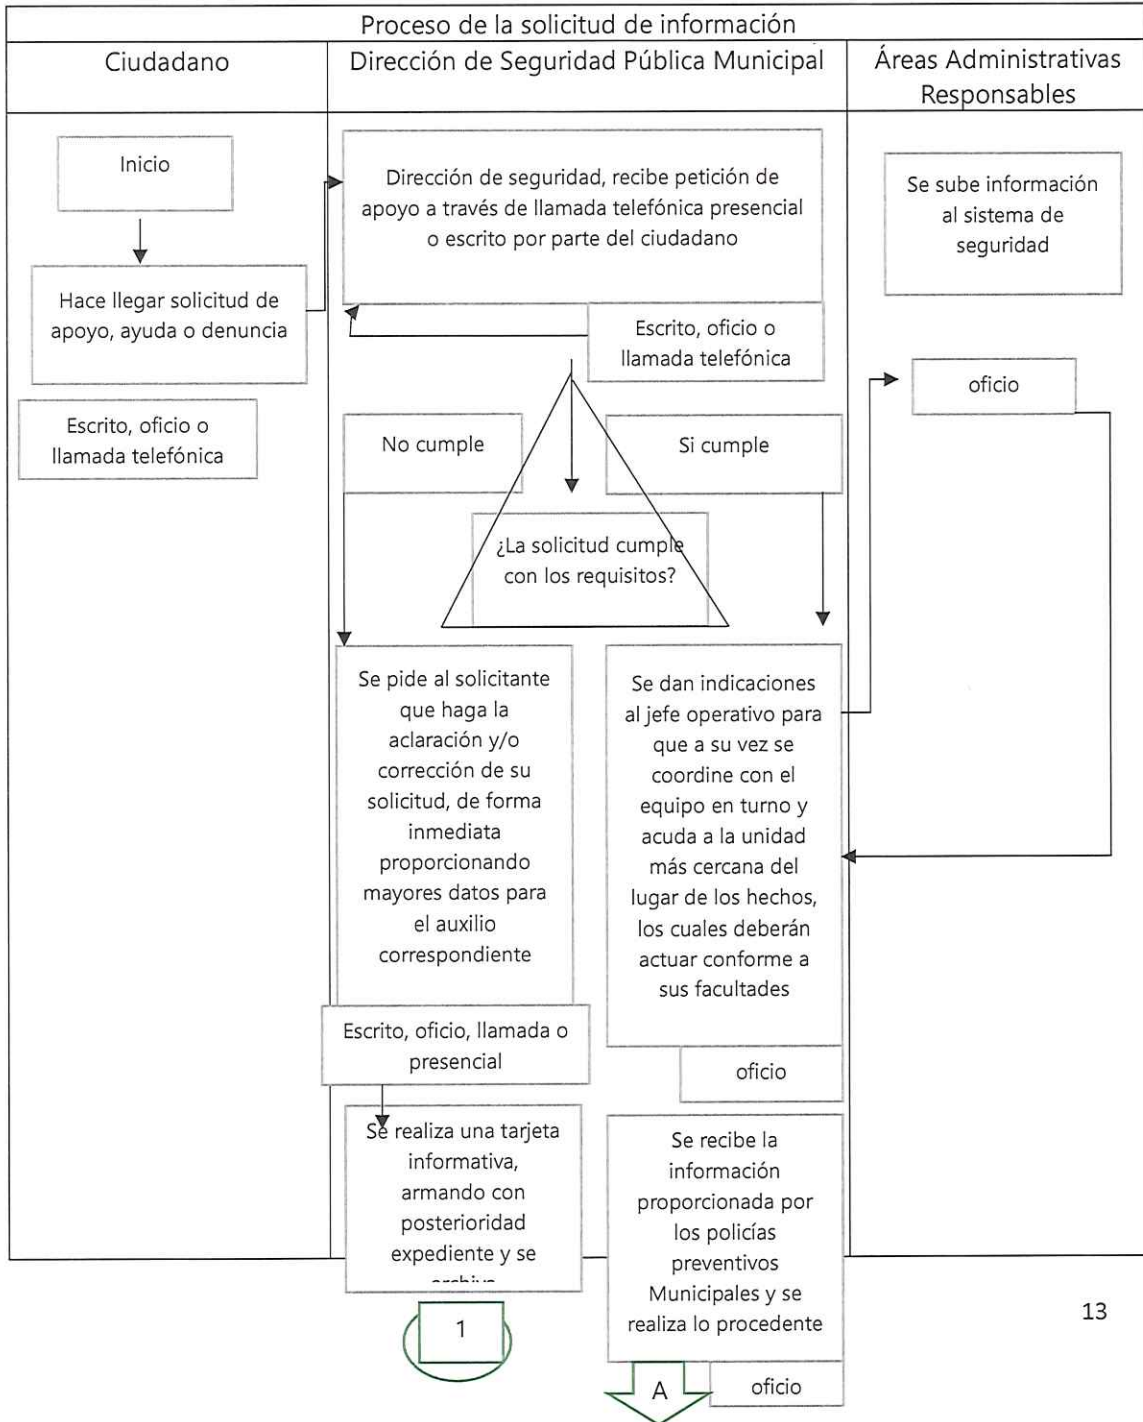 Proceso de la solicitud de información
Ciudadano
Dirección de Seguridad Pública Municipal
Áreas Administrativas
Responsables
Inicio
Hace llegar solicitud de
apoyo, ayuda o denuncia
Escrito, oficio o
llamada telefónica
Dirección de seguridad, recibe petición de
apoyo a través de llamada telefónica presencial
o escrito por parte del ciudadano
Escrito, oficio o
llamada telefónica
No cumple
Si cumple
¿La solicitud cumple
con los requisitos?
Se pide al solicitante
que haga la
aclaración y/o
corrección de su
solicitud, de forma
inmediata
proporcionando
mayores datos para
el auxilio
correspondiente
Escrito, oficio, llamada o
presencial
Se realiza una tarjeta
informativa,
armando con
posterioridad
expediente y se
1
Se dan indicaciones
al jefe operativo para
que a su vez se
coordine con el
equipo en turno y
acuda a la unidad
más cercana del
lugar de los hechos,
los cuales deberán
actuar conforme a
sus facultades
oficio
Se recibe la
información
proporcionada por
los policías
preventivos
Municipales y se
realiza lo procedente
oficio
A
Se sube información
al sistema de
seguridad
oficio
13